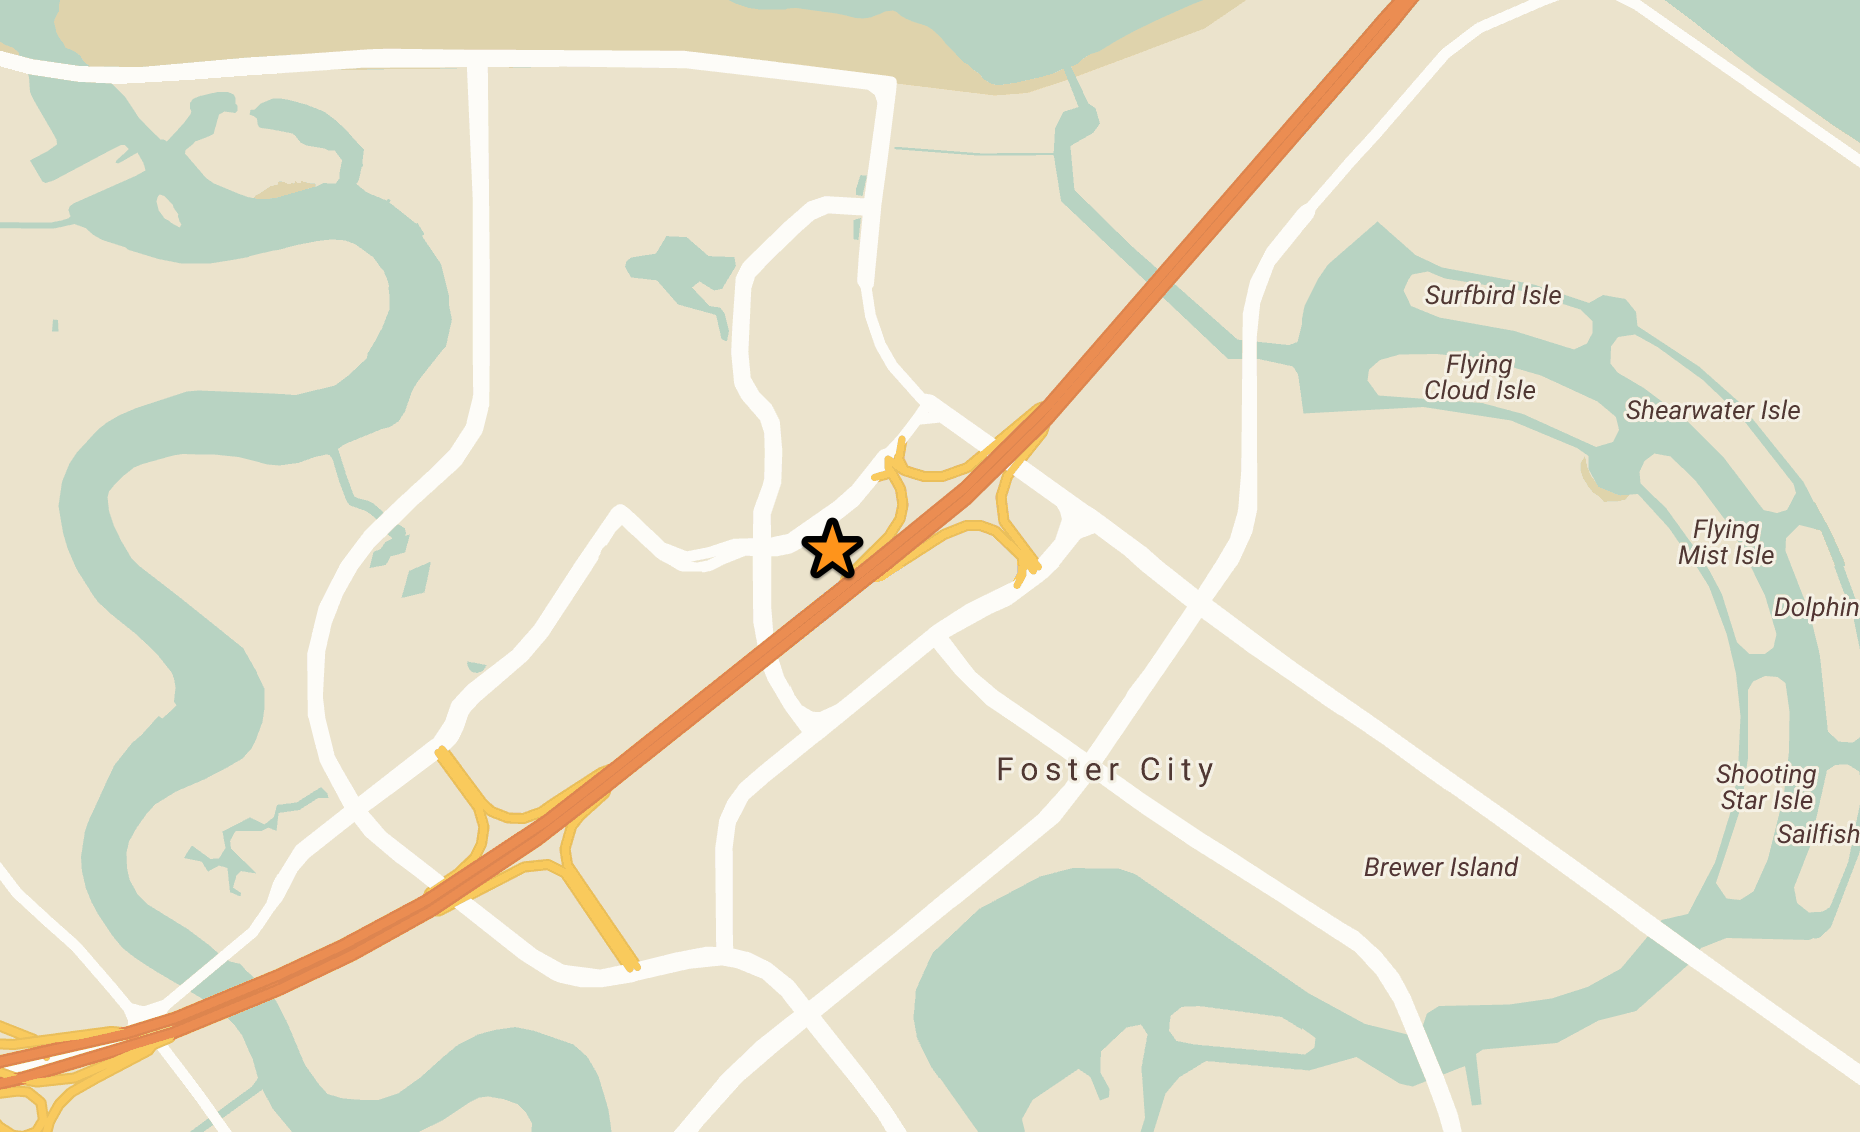 Surfbird Isle
Flying
Cloud Isle
Shearwater Isle
Flying
Mist Isle
Dolphin
Foster City
Shooting
Star Isle
Sailfish
Brewer Island